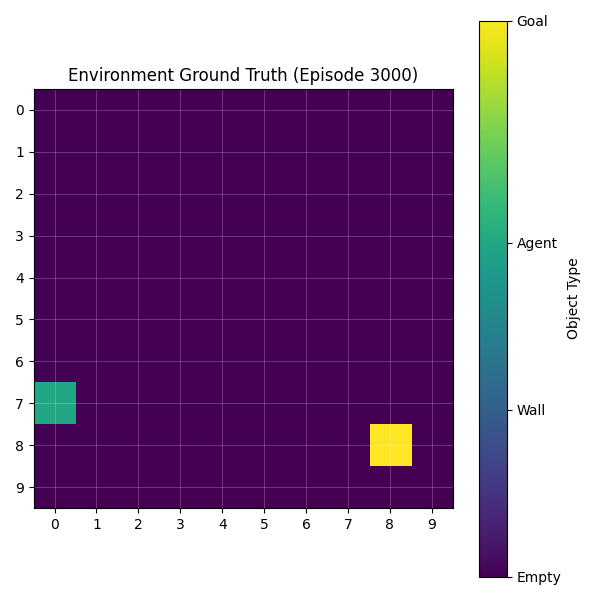 Environment Ground Truth (Episode 3000)
Goal
Agent
Wall
Empty
Object Type
0
1
2
3
4
5
6
7
8
9
0 1 2 3 4 5 6 7 8 9